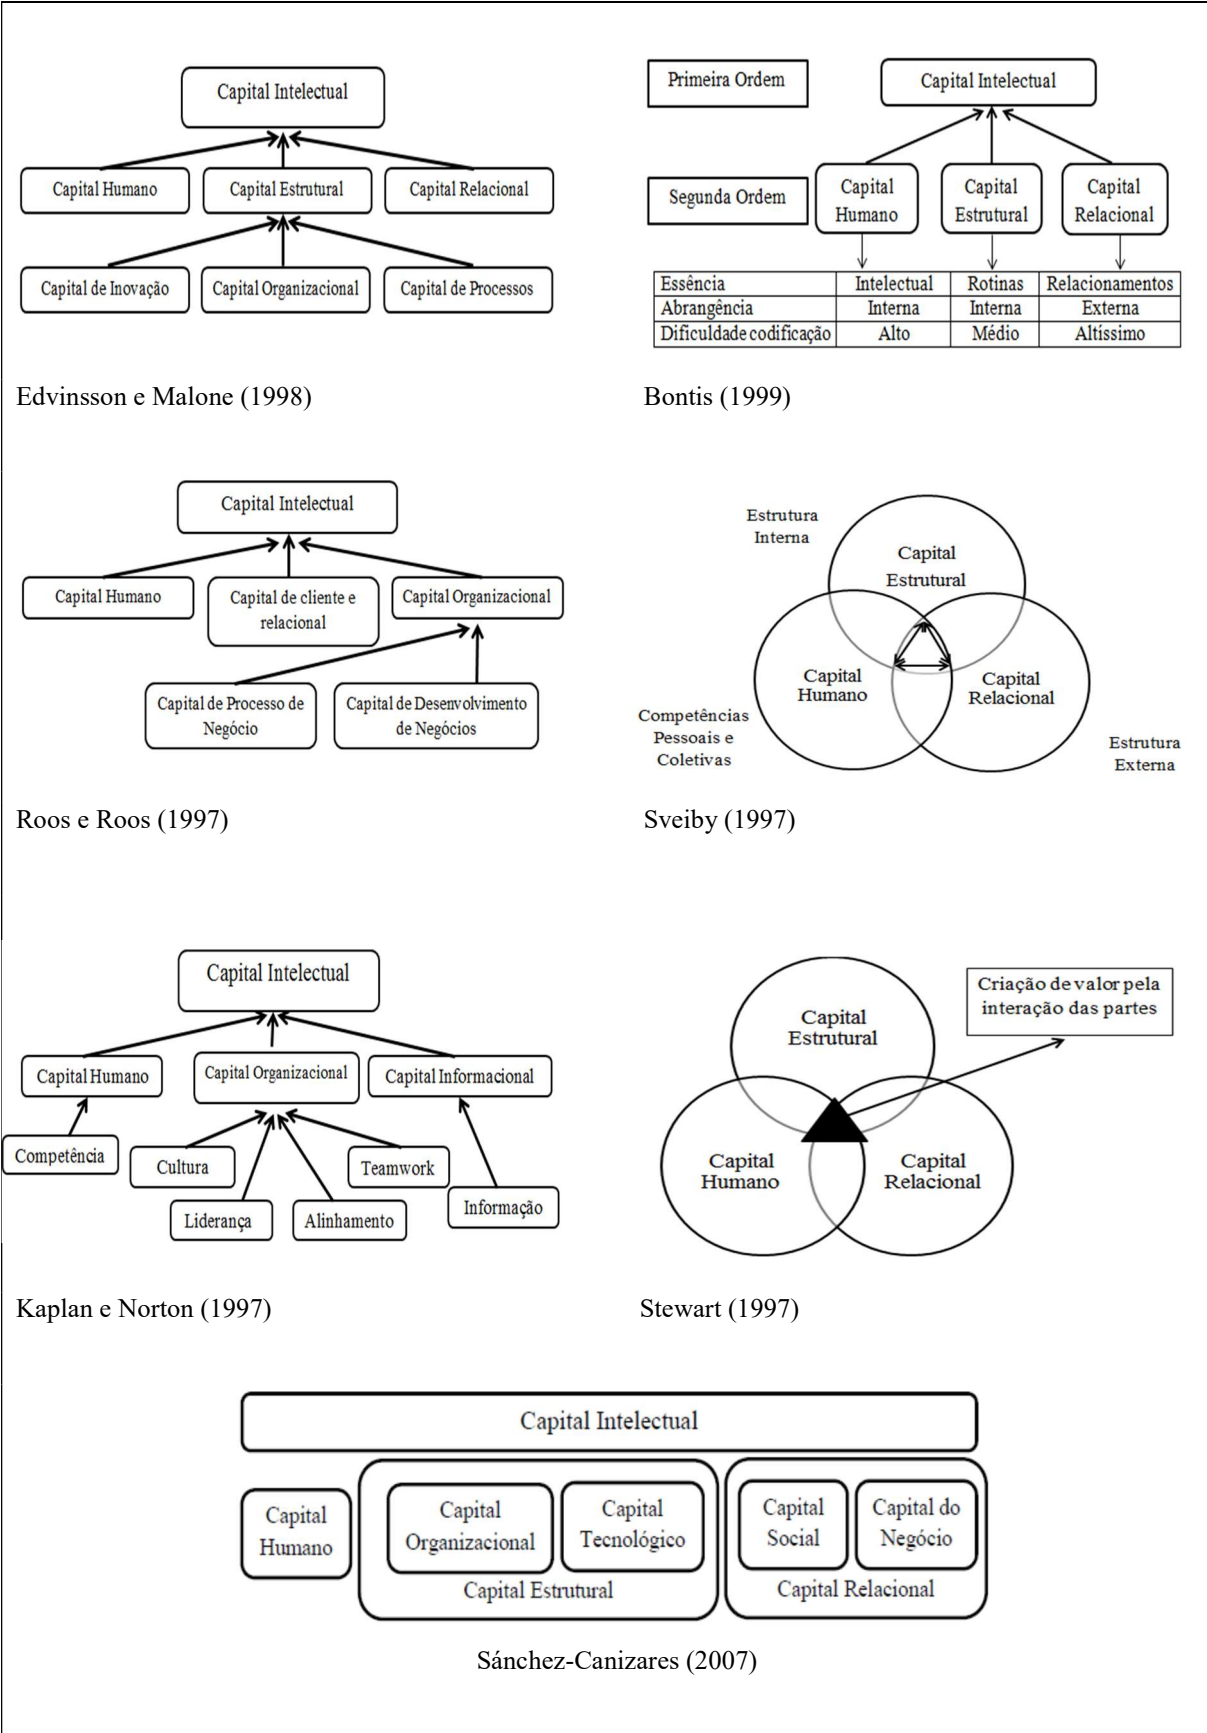 Capital Intelectual
Capital Humano
Capital Estrutural
Capital Relacional
Capital de Inovação
Capital Organizacional
Capital de Processos
Edvinsson e Malone (1998)
Primeira Ordem
Capital Intelectual
Segunda Ordem
Capital
Humano
Capital
Estrutural
Capital
Relacional
Essência Intelectual Rotinas Relacionamentos
Abrangência Interna Interna Externa
Dificuldade codificação Alto Médio Altíssimo
Bontis (1999)
Capital Intelectual
Capital Humano
Capital de cliente e
relacional
Capital Organizacional
Capital de Processo de
Negócio
Capital de Desenvolvimento
de Negócios
Roos e Roos (1997)
Estrutura
Interna
Capital
Estrutural
Capital
Humano
Capital
Relacional
Competências
Pessoais e
Coletivas
Estrutura
Externa
Sveiby (1997)
Capital Intelectual
Capital Humano
Capital Organizacional
Capital Informacional
Competência
Cultura
Teamwork
Liderança
Alinhamento
Informação
Kaplan e Norton (1997)
Criação de valor pela
interação das partes
Capital
Estrutural
Capital
Humano
Capital
Relacional
Stewart (1997)
Capital Intelectual
Capital
Humano
Capital
Organizacional
Capital
Tecnológico
Capital Estrutural
Capital
Social
Capital do
Negócio
Capital Relacional
Sánchez-Canizares (2007)